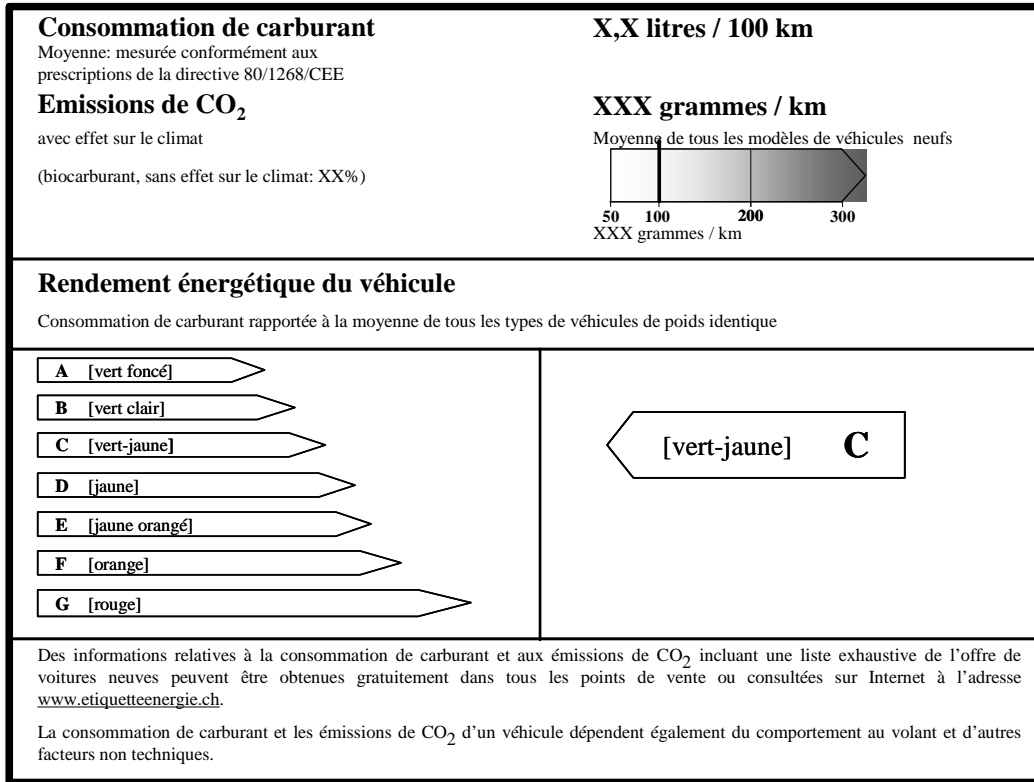 Consommation de carburant
X,X litres / 100 km
Moyenne: mesurée conformément aux
prescriptions de la directive 80/1268/CEE
Emissions de CO2
XXX grammes / km
avec effet sur le climat
Moyenne de tous les modèles de véhicules neufs
(biocarburant, sans effet sur le climat: XX%)
50 100 200 300
XXX grammes / km
Rendement énergétique du véhicule
Consommation de carburant rapportée à la moyenne de tous les types de véhicules de poids identique
A [vert foncé]
B [vert clair]
C [vert-jaune]
D [jaune]
E [jaune orangé]
F [orange]
G [rouge]
[vert-jaune] C
Des informations relatives à la consommation de carburant et aux émissions de CO2 incluant une liste exhaustive de l'offre de
voitures neuves peuvent être obtenues gratuitement dans tous les points de vente ou consultées sur Internet à l'adresse
www.etiquetteenergie.ch.
La consommation de carburant et les émissions de CO2 d'un véhicule dépendent également du comportement au volant et d'autres
facteurs non techniques.